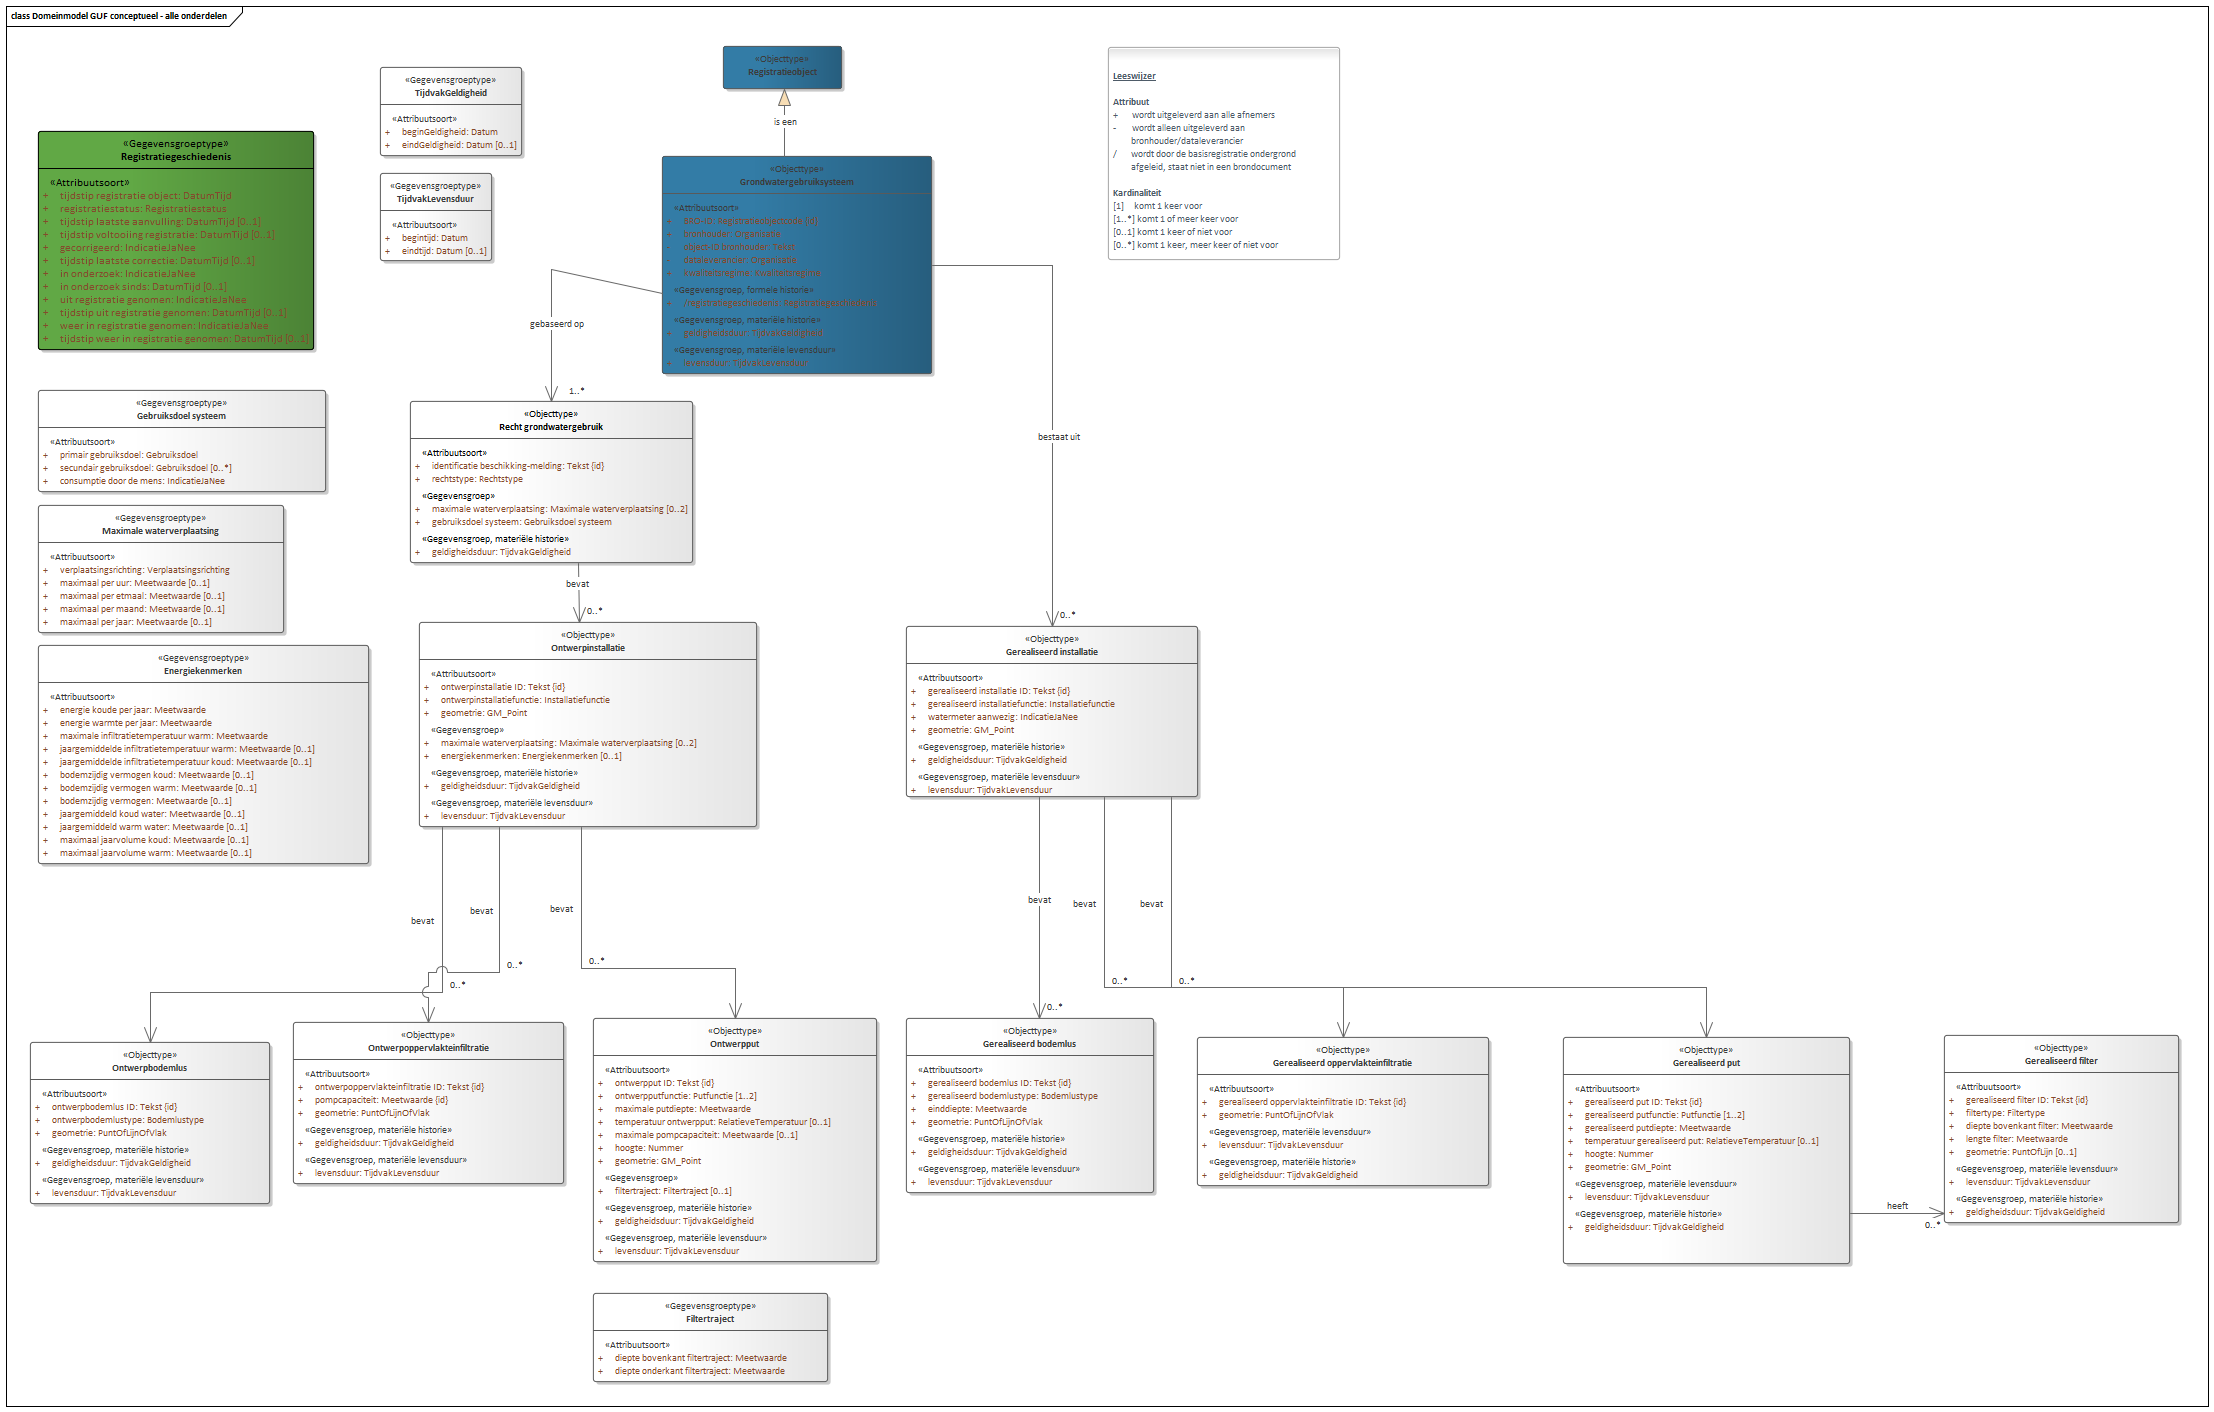 class Domeinmodel GUF conceptueel - alle onderdelen
«Objecttype»
Registratieobject
is een
Leeswijzer
Attribuut
+ wordt uitgeleverd aan alle afnemers
- wordt alleen uitgeleverd aan
bronhouder/dataleverancier
/ wordt door de basisregistratie ondergrond
afgeleid, staat niet in een brondocument
Kardinaliteit
[1] komt 1 keer voor
[1..*] komt 1 of meer keer voor
[0..1] komt 1 keer of niet voor
[0..*] komt 1 keer, meer keer of niet voor
«Gegevensgroeptype»
TijdvakGeldigheid
«Attribuutsoort»
+ beginGeldigheid: Datum
+ eindGeldigheid: Datum [0..1]
«Gegevensgroeptype»
TijdvakLevensduur
«Attribuutsoort»
+ begintijd: Datum
+ eindtijd: Datum [0..1]
«Gegevensgroeptype»
Registratiegeschiedenis
«Attribuutsoort»
+ tijdstip registratie object: DatumTijd
+ registratiestatus: Registratiestatus
+ tijdstip laatste aanvulling: DatumTijd [0..1]
+ tijdstip voltooiing registratie: DatumTijd [0..1]
+ gecorrigeerd: IndicatieJaNee
+ tijdstip laatste correctie: DatumTijd [0..1]
+ in onderzoek: IndicatieJaNee
+ in onderzoek sinds: DatumTijd [0..1]
+ uit registratie genomen: IndicatieJaNee
+ tijdstip uit registratie genomen: DatumTijd [0..1]
+ weer in registratie genomen: IndicatieJaNee
+ tijdstip weer in registratie genomen: DatumTijd [0..1]
«Objecttype»
Grondwatergebruiksysteem
«Attribuutsoort»
+ BRO-ID: Registratieobjectcode {id}
+ bronhouder: Organisatie
- object-ID bronhouder: Tekst
- dataleverancier: Organisatie
- kwaliteitsregime: Kwaliteitsregime
«Gegevensgroep, formele historie»
+ /registratiegeschiedenis: Registratiegeschiedenis
«Gegevensgroep, materiële historie»
+ geldigheidsduur: TijdvakGeldigheid
«Gegevensgroep, materiële levensduur»
+ levensduur: TijdvakLevensduur
gebaseerd op
1..*
bestaat uit
0..*
«Gegevensgroeptype»
Gebruiksdoel systeem
«Attribuutsoort»
+ primair gebruiksdoel: Gebruiksdoel
+ secundair gebruiksdoel: Gebruiksdoel [0..*]
+ consumptie door de mens: IndicatieJaNee
«Gegevensgroeptype»
Maximale waterverplaatsing
«Attribuutsoort»
+ verplaatsingsrichting: Verplaatsingsrichting
+ maximaal per uur: Meetwaarde [0..1]
+ maximaal per etmaal: Meetwaarde [0..1]
+ maximaal per maand: Meetwaarde [0..1]
+ maximaal per jaar: Meetwaarde [0..1]
«Gegevensgroeptype»
Energiekenmerken
«Attribuutsoort»
+ energie koude per jaar: Meetwaarde
+ energie warmte per jaar: Meetwaarde
+ maximale infiltratietemperatuur warm: Meetwaarde
+ jaargemiddelde infiltratietemperatuur warm: Meetwaarde [0..1]
+ jaargemiddelde infiltratietemperatuur koud: Meetwaarde [0..1]
+ bodemzijdig vermogen koud: Meetwaarde [0..1]
+ bodemzijdig vermogen warm: Meetwaarde [0..1]
+ bodemzijdig vermogen: Meetwaarde [0..1]
+ jaargemiddeld koud water: Meetwaarde [0..1]
+ jaargemiddeld warm water: Meetwaarde [0..1]
+ maximaal jaarvolume koud: Meetwaarde [0..1]
+ maximaal jaarvolume warm: Meetwaarde [0..1]
«Objecttype»
Recht grondwatergebruik
«Attribuutsoort»
+ identificatie beschikking-melding: Tekst {id}
+ rechtstype: Rechtstype
«Gegevensgroep»
+ maximale waterverplaatsing: Maximale waterverplaatsing [0..2]
+ gebruiksdoel systeem: Gebruiksdoel systeem
«Gegevensgroep, materiële historie»
+ geldigheidsduur: TijdvakGeldigheid
bevat
0..*
«Objecttype»
Ontwerpinstallatie
«Attribuutsoort»
+ ontwerpinstallatie ID: Tekst {id}
+ ontwerpinstallatiefunctie: Installatiefunctie
+ geometrie: GM_Point
«Gegevensgroep»
+ maximale waterverplaatsing: Maximale waterverplaatsing [0..2]
+ energiekenmerken: Energiekenmerken [0..1]
«Gegevensgroep, materiële historie»
+ geldigheidsduur: TijdvakGeldigheid
«Gegevensgroep, materiële levensduur»
+ levensduur: TijdvakLevensduur
«Objecttype»
Gerealiseerd installatie
«Attribuutsoort»
+ gerealiseerd installatie ID: Tekst {id}
+ gerealiseerd installatiefunctie: Installatiefunctie
+ watermeter aanwezig: IndicatieJaNee
+ geometrie: GM_Point
«Gegevensgroep, materiële historie»
+ geldigheidsduur: TijdvakGeldigheid
«Gegevensgroep, materiële levensduur»
+ levensduur: TijdvakLevensduur
bevat
bevat
bevat
bevat
bevat
bevat
0..*
0..*
0..*
0..*
0..*
0..*
«Objecttype»
Ontwerpbodemlus
«Attribuutsoort»
+ ontwerpbodemlus ID: Tekst {id}
+ ontwerpbodemlustype: Bodemlustype
+ geometrie: PuntOfLijnOfVlak
«Gegevensgroep, materiële historie»
+ geldigheidsduur: TijdvakGeldigheid
«Gegevensgroep, materiële levensduur»
+ levensduur: TijdvakLevensduur
«Objecttype»
Ontwerpoppervlakteinfiltratie
«Attribuutsoort»
+ ontwerpoppervlakteinfiltratie ID: Tekst {id}
+ pompcapaciteit: Meetwaarde {id}
+ geometrie: PuntOfLijnOfVlak
«Gegevensgroep, materiële historie»
+ geldigheidsduur: TijdvakGeldigheid
«Gegevensgroep, materiële levensduur»
+ levensduur: TijdvakLevensduur
«Objecttype»
Ontwerpput
«Attribuutsoort»
+ ontwerpput ID: Tekst {id}
+ ontwerpputfunctie: Putfunctie [1..2]
+ maximale putdiepte: Meetwaarde
+ temperatuur ontwerpput: RelatieveTemperatuur [0..1]
+ maximale pompcapaciteit: Meetwaarde [0..1]
+ hoogte: Nummer
+ geometrie: GM_Point
«Gegevensgroep»
+ filtertraject: Filtertraject [0..1]
«Gegevensgroep, materiële historie»
+ geldigheidsduur: TijdvakGeldigheid
«Gegevensgroep, materiële levensduur»
+ levensduur: TijdvakLevensduur
«Objecttype»
Gerealiseerd bodemlus
«Attribuutsoort»
+ gerealiseerd bodemlus ID: Tekst {id}
+ gerealiseerd bodemlustype: Bodemlustype
+ einddiepte: Meetwaarde
+ geometrie: PuntOfLijnOfVlak
«Gegevensgroep, materiële historie»
+ geldigheidsduur: TijdvakGeldigheid
«Gegevensgroep, materiële levensduur»
+ levensduur: TijdvakLevensduur
«Objecttype»
Gerealiseerd oppervlakteinfiltratie
«Attribuutsoort»
+ gerealiseerd oppervlakteinfiltratie ID: Tekst {id}
+ geometrie: PuntOfLijnOfVlak
«Gegevensgroep, materiële levensduur»
+ levensduur: TijdvakLevensduur
«Gegevensgroep, materiële historie»
+ geldigheidsduur: TijdvakGeldigheid
«Objecttype»
Gerealiseerd put
«Attribuutsoort»
+ gerealiseerd put ID: Tekst {id}
+ gerealiseerd putfunctie: Putfunctie [1..2]
+ gerealiseerd putdiepte: Meetwaarde
+ temperatuur gerealiseerd put: RelatieveTemperatuur [0..1]
+ hoogte: Nummer
+ geometrie: GM_Point
«Gegevensgroep, materiële levensduur»
+ levensduur: TijdvakLevensduur
«Gegevensgroep, materiële historie»
+ geldigheidsduur: TijdvakGeldigheid
heeft
0..*
«Objecttype»
Gerealiseerd filter
«Attribuutsoort»
+ gerealiseerd filter ID: Tekst {id}
+ filtertype: Filtertype
+ diepte bovenkant filter: Meetwaarde
+ lengte filter: Meetwaarde
+ geometrie: PuntOfLijn [0..1]
«Gegevensgroep, materiële levensduur»
+ levensduur: TijdvakLevensduur
«Gegevensgroep, materiële historie»
+ geldigheidsduur: TijdvakGeldigheid
«Gegevensgroeptype»
Filtertraject
«Attribuutsoort»
+ diepte bovenkant filtertraject: Meetwaarde
+ diepte onderkant filtertraject: Meetwaarde